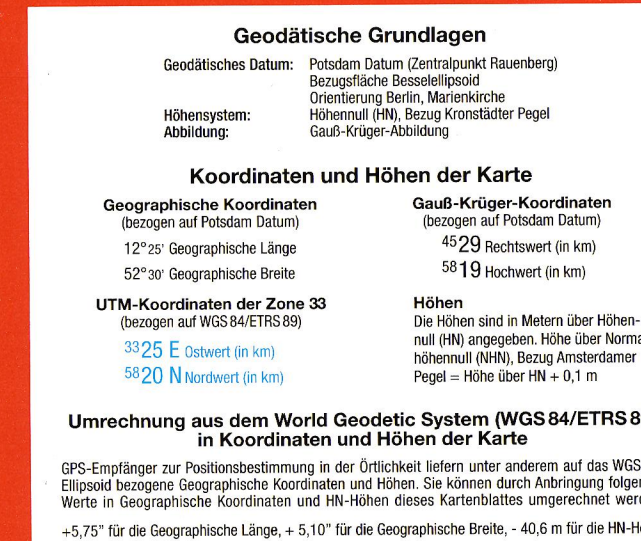 Geodätische Grundlagen
Geodätisches Datum: Potsdam Datum (Zentralpunkt Rauenberg)
Bezugsfläche Besselellipsoid
Orientierung Berlin, Marienkirche
Höhensystem: Höhennull (HN), Bezug Kronstädter Pegel
Abbildung: Gauß-Krüger-Abbildung
Koordinaten und Höhen der Karte
Geographische Koordinaten
(bezogen auf Potsdam Datum)
12°25' Geographische Länge
52°30' Geographische Breite
Gauß-Krüger-Koordinaten
(bezogen auf Potsdam Datum)
4529 Rechtswert (in km)
5819 Hochwert (in km)
UTM-Koordinaten der Zone 33
(bezogen auf WGS 84/ETRS 89)
3325 E Ostwert (in km)
5820 N Nordwert (in km)
Höhen
Die Höhen sind in Metern über Höhen-
null (HN) angegeben. Höhe über Norma
höhennull (NHN), Bezug Amsterdamer
Pegel = Höhe über HN + 0,1 m
Umrechnung aus dem World Geodetic System (WGS 84/ETRS 8
in Koordinaten und Höhen der Karte
GPS-Empfänger zur Positionsbestimmung in der Örtlichkeit liefern unter anderem auf das WGS
Ellipsoid bezogene Geographische Koordinaten und Höhen. Sie können durch Anbringung folger
Werte in Geographische Koordinaten und HN-Höhen dieses Kartenblattes umgerechnet wer
+5,75" für die Geographische Länge, + 5,10" für die Geographische Breite, - 40,6 m für die HN-H